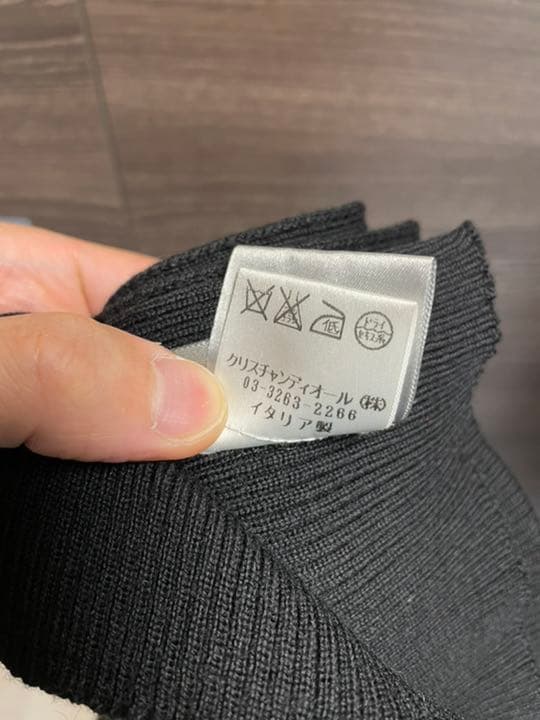 低 ドライ
セキユ系
クリスチャンディオール(株)
03-3263-2266
イタリア製